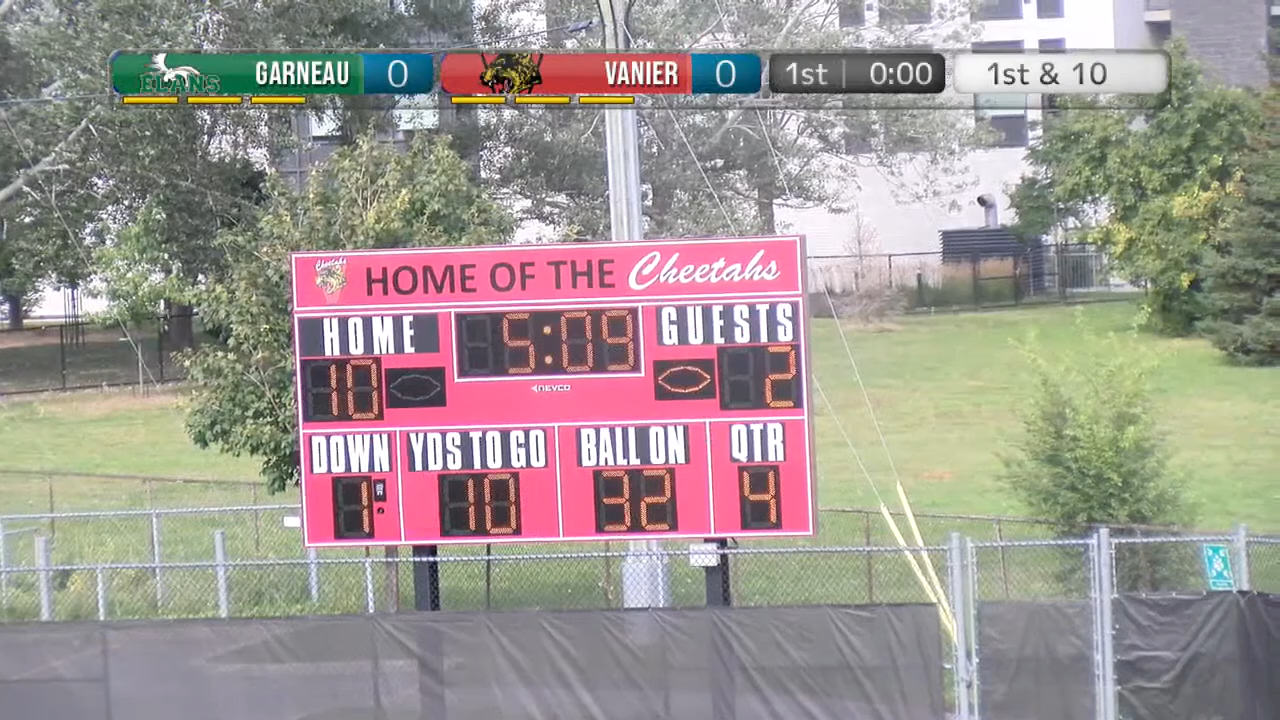 ELANS GARNEAU 0 VANIER 0 1st 0:00 1st & 10
Cheetahs HOME OF THE Cheetahs
HOME 5:09 GUESTS
10 2
NEVCO
DOWN YDS TO GO BALL ON QTR
1 10 32 4